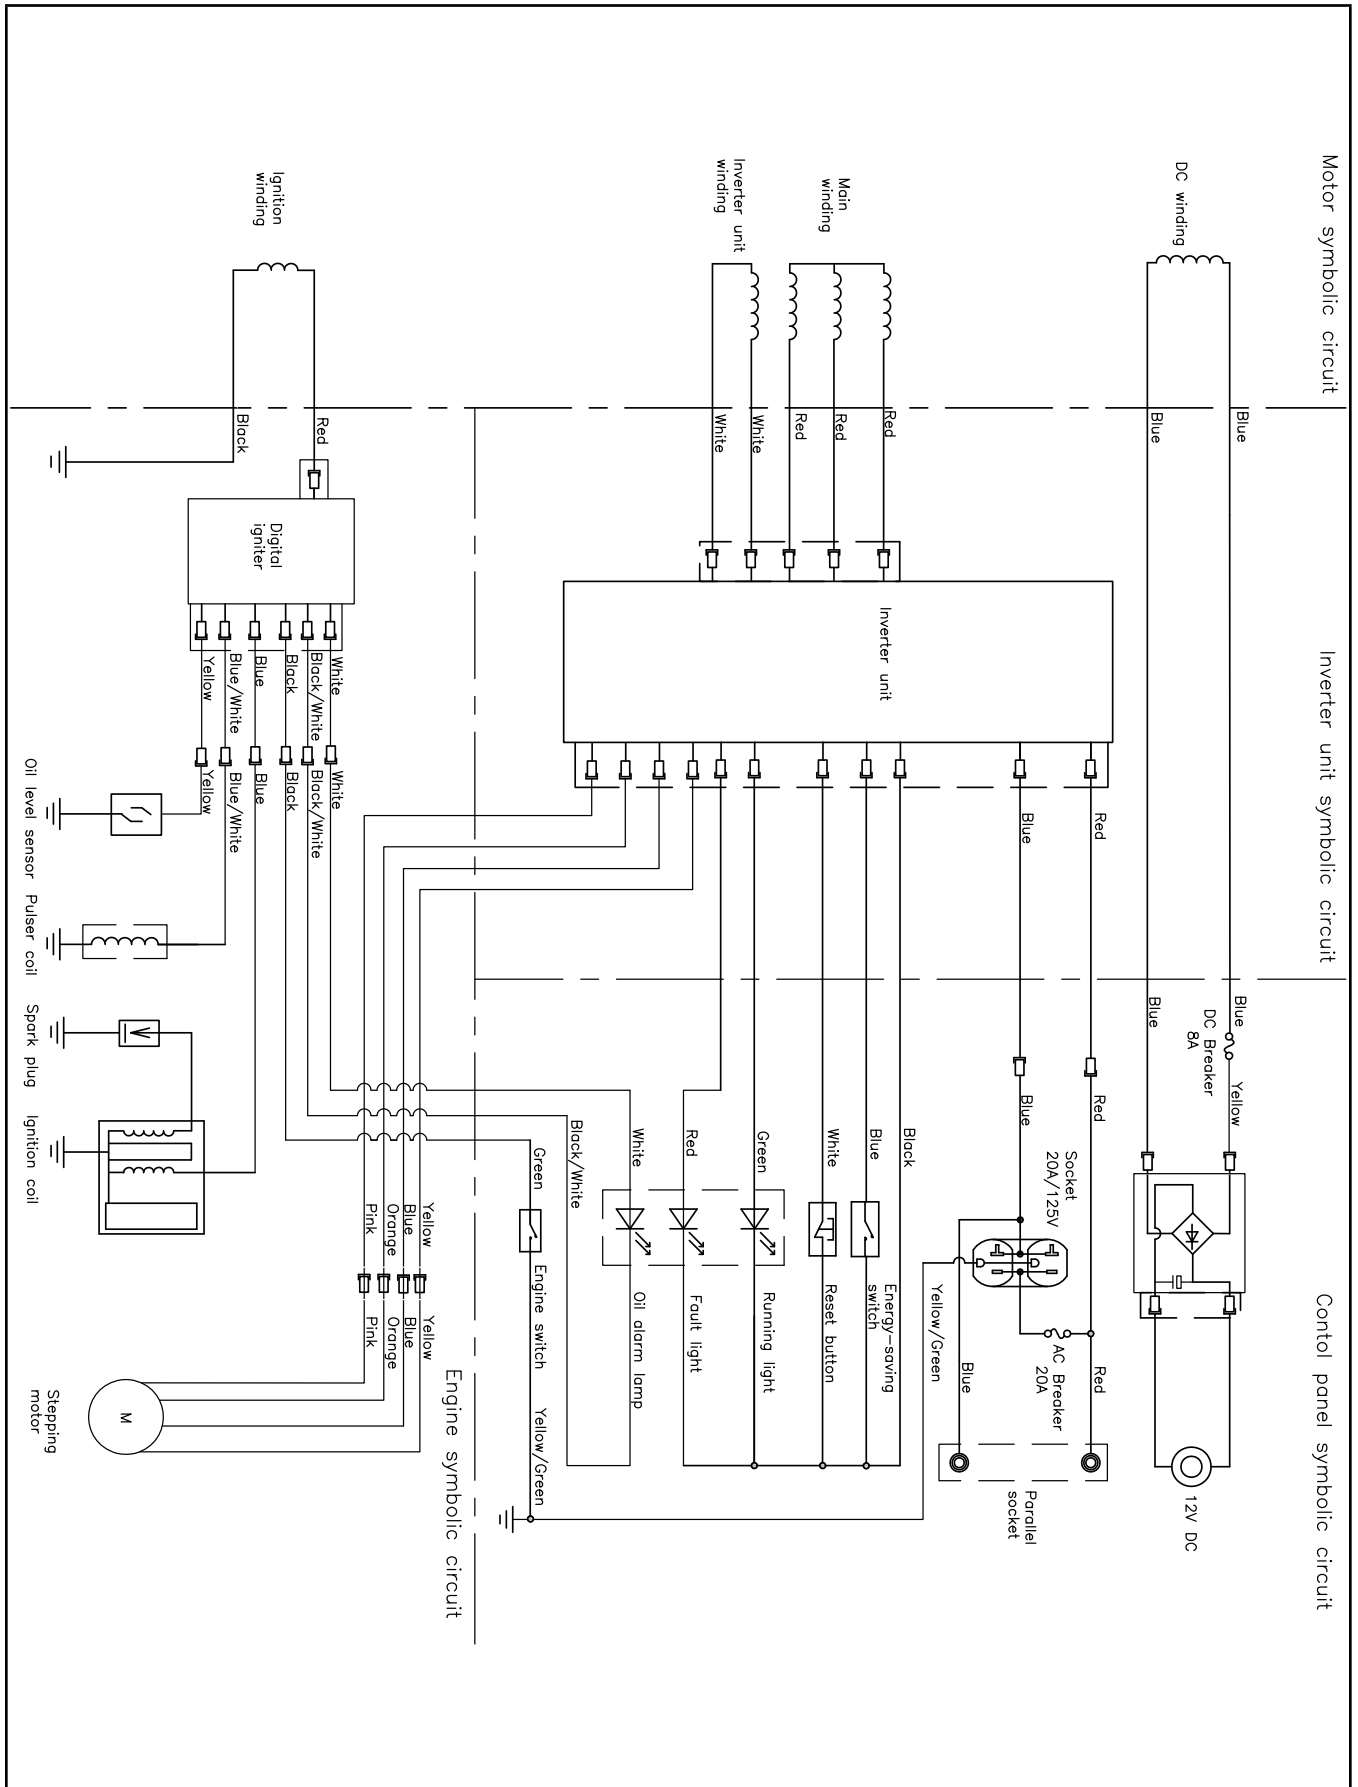 Motor symbolic circuit
Inverter unit symbolic circuit
Contol panel symbolic circuit
DC winding
Blue
Blue
Blue
Blue
DC Breaker
8A
Yellow
12V DC
Main
winding
Inverter unit
winding
Red
Red
Red
White
White
Inverter unit
Red
Blue
Red
Blue
Socket
20A/125V
AC Breaker
20A
Red
Blue
Yellow/Green
Parallel
socket
Black
Blue
White
Green
Red
White
Black/White
Green
Energy-saving
switch
Reset button
Running light
Fault light
Oil alarm lamp
Engine switch
Yellow/Green
Engine symbolic circuit
Ignition
winding
Red
Black
Digital
igniter
White
Black/White
Black
Blue
Blue/White
Yellow
White
Black/White
Black
Blue
Blue/White
Yellow
Yellow
Blue
Orange
Pink
Yellow
Blue
Orange
Pink
Oil level sensor
Pulser coil
Spark plug
Ignition coil
M
Stepping
motor